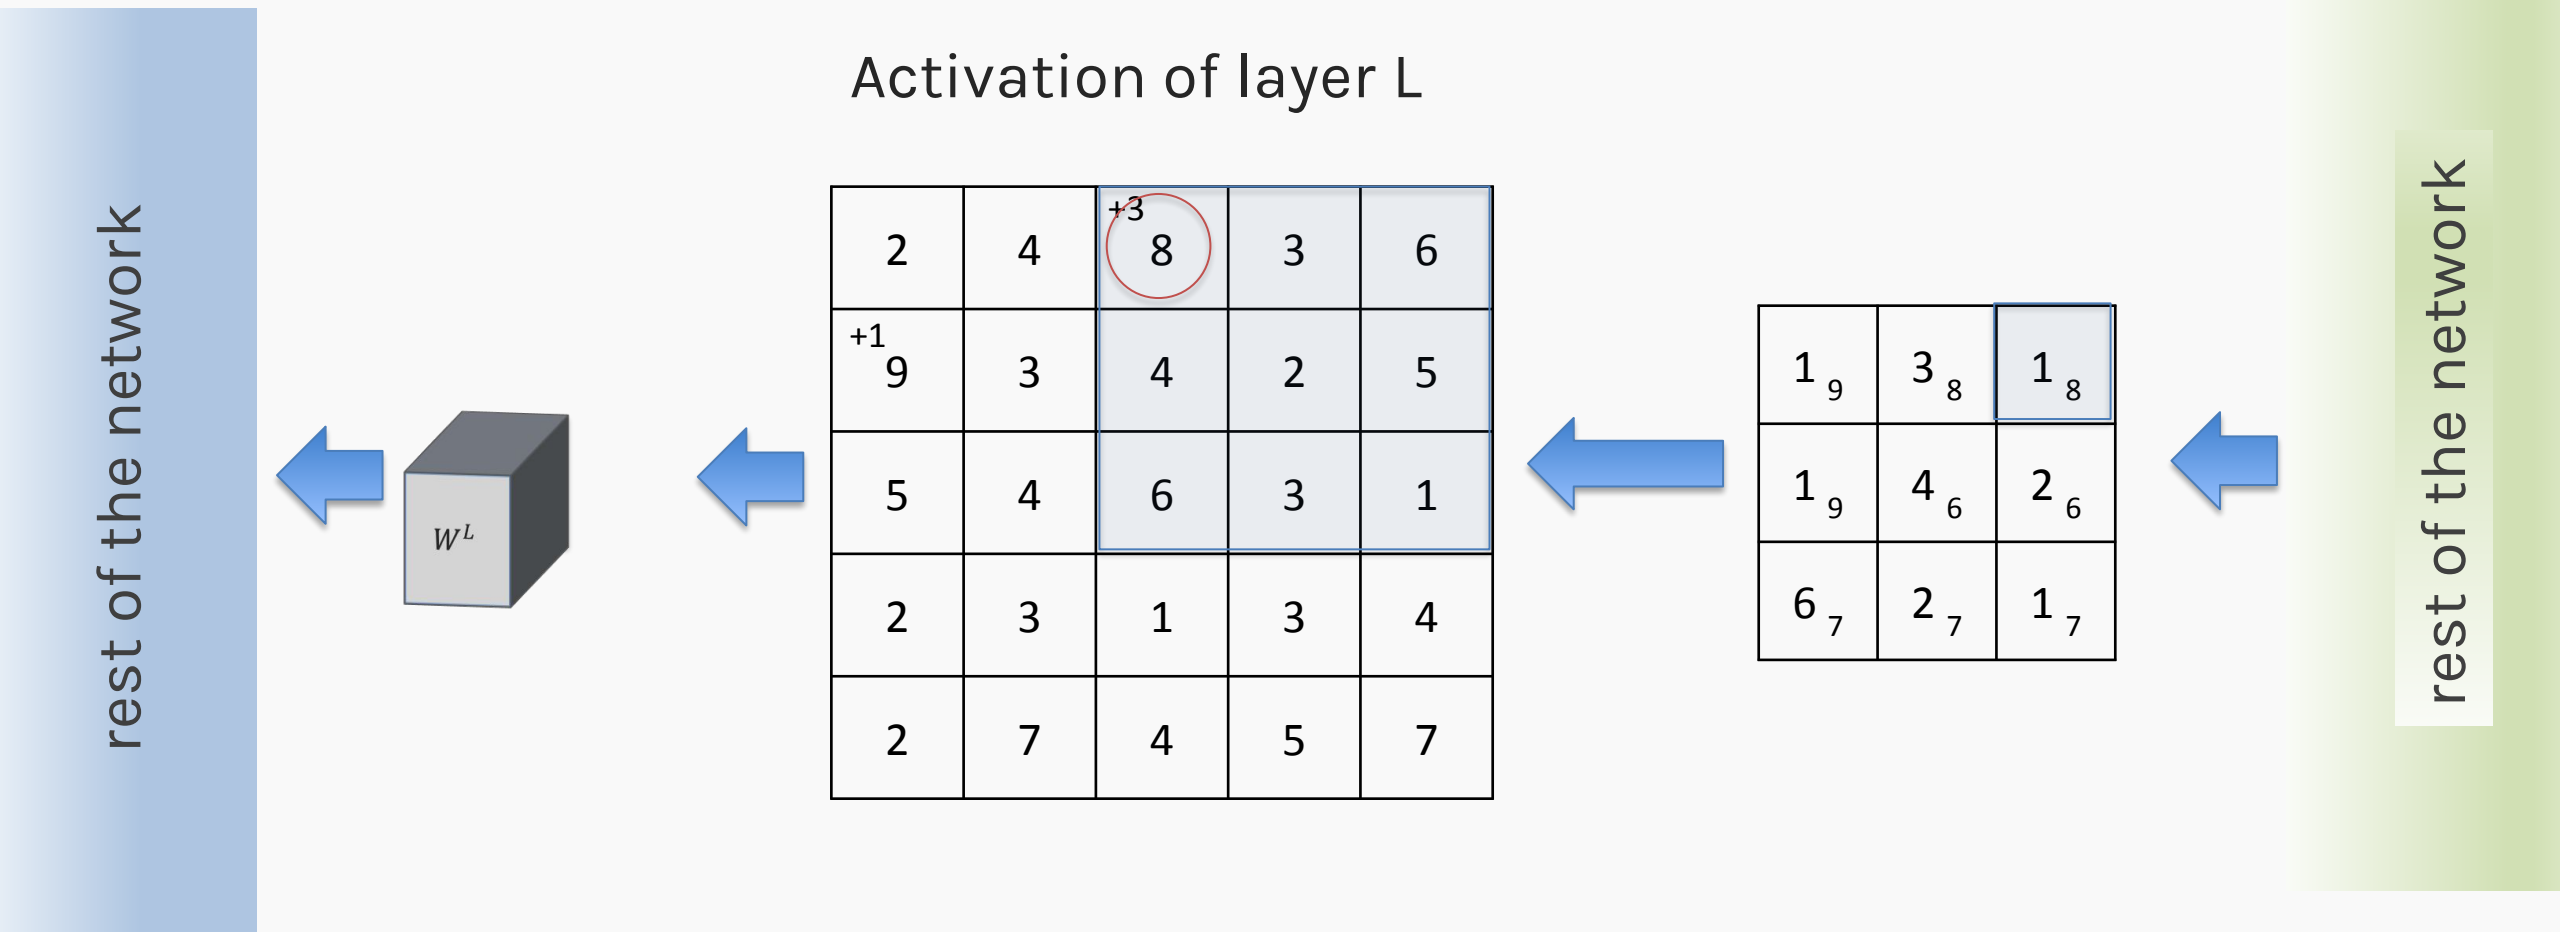 Activation of layer L
rest of the network
W^L
2 4 +3 8 3 6
+1 9 3 4 2 5
5 4 6 3 1
2 3 1 3 4
2 7 4 5 7
1 9 3 8 1 8
1 9 4 6 2 6
6 7 2 7 1 7
rest of the network